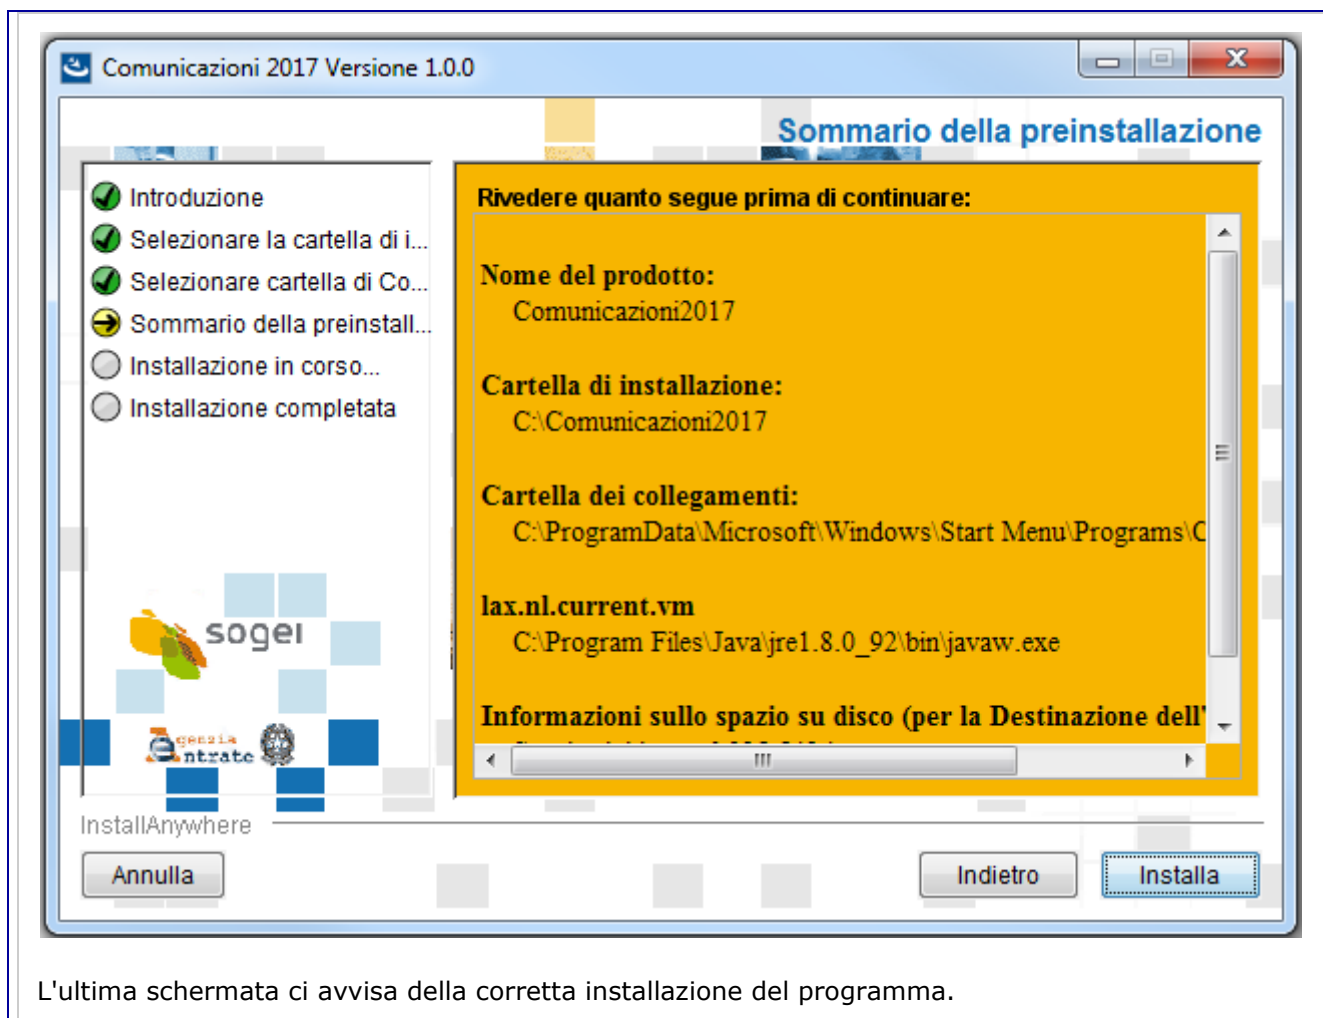 Comunicazioni 2017 Versione 1.0.0
Sommario della preinstallazione
Introduzione
Selezionare la cartella di i...
Selezionare cartella di Co...
Sommario della preinstall...
Installazione in corso...
Installazione completata
sogei
Agenzia
Entrate
Rivedere quanto segue prima di continuare:
Nome del prodotto:
Comunicazioni2017
Cartella di installazione:
C:\Comunicazioni2017
Cartella dei collegamenti:
C:\ProgramData\Microsoft\Windows\Start Menu\Programs\C
lax.nl.current.vm
C:\Program Files\Java\jre1.8.0_92\bin\javaw.exe
Informazioni sullo spazio su disco (per la Destinazione dell'
InstallAnywhere
Annulla
Indietro
Installa
L'ultima schermata ci avvisa della corretta installazione del programma.